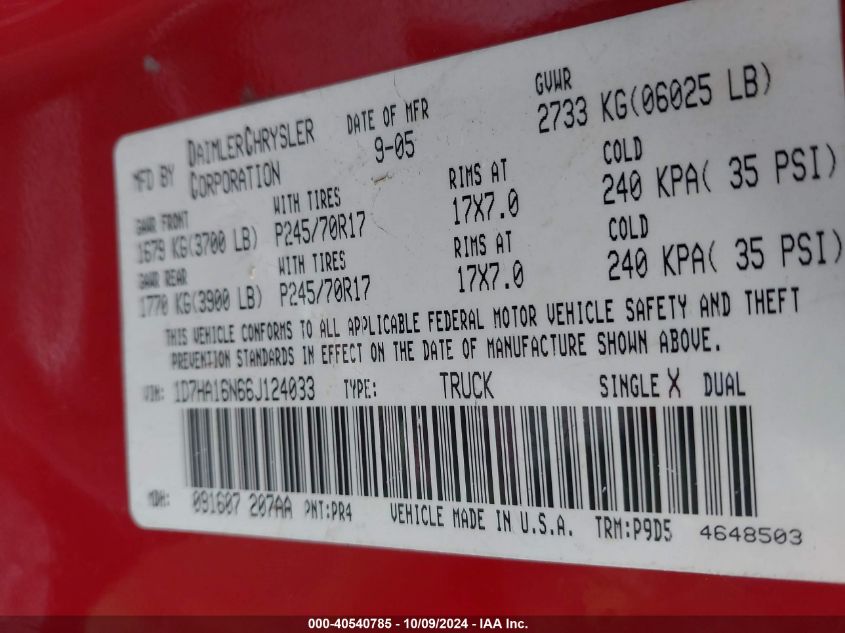 MFD BY DAIMLERCHRYSLER CORPORATION DATE OF MFR 9-05 GVWR 2733 KG(06025 LB)
GAWR FRONT WITH TIRES RIMS AT COLD
1679 KG(3700 LB) P245/70R17 17X7.0 240 KPA( 35 PSI)
GAWR REAR WITH TIRES RIMS AT COLD
1770 KG(3900 LB) P245/70R17 17X7.0 240 KPA( 35 PSI)
THIS VEHICLE CONFORMS TO ALL APPLICABLE FEDERAL MOTOR VEHICLE SAFETY AND THEFT
PREVENTION STANDARDS IN EFFECT ON THE DATE OF MANUFACTURE SHOWN ABOVE.
VIN: 1D7HA16N66J124033 TYPE: TRUCK SINGLE X DUAL
MDH: 091607 207AA PNT:PR4 VEHICLE MADE IN U.S.A. TRM:P9D5 4648503
000-40540785 - 10/09/2024 - IAA Inc.